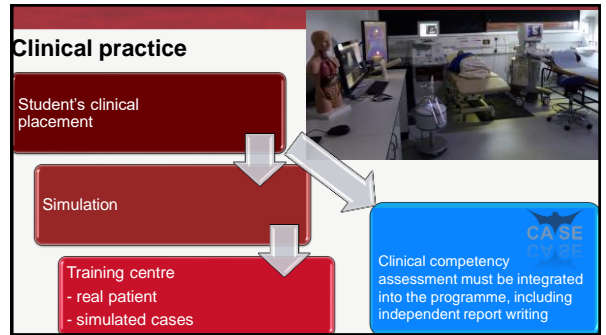 Clinical practice
Student's clinical
placement
Simulation
Training centre
- real patient
- simulated cases
CASE
Clinical competency
assessment must be integrated
into the programme, including
independent report writing